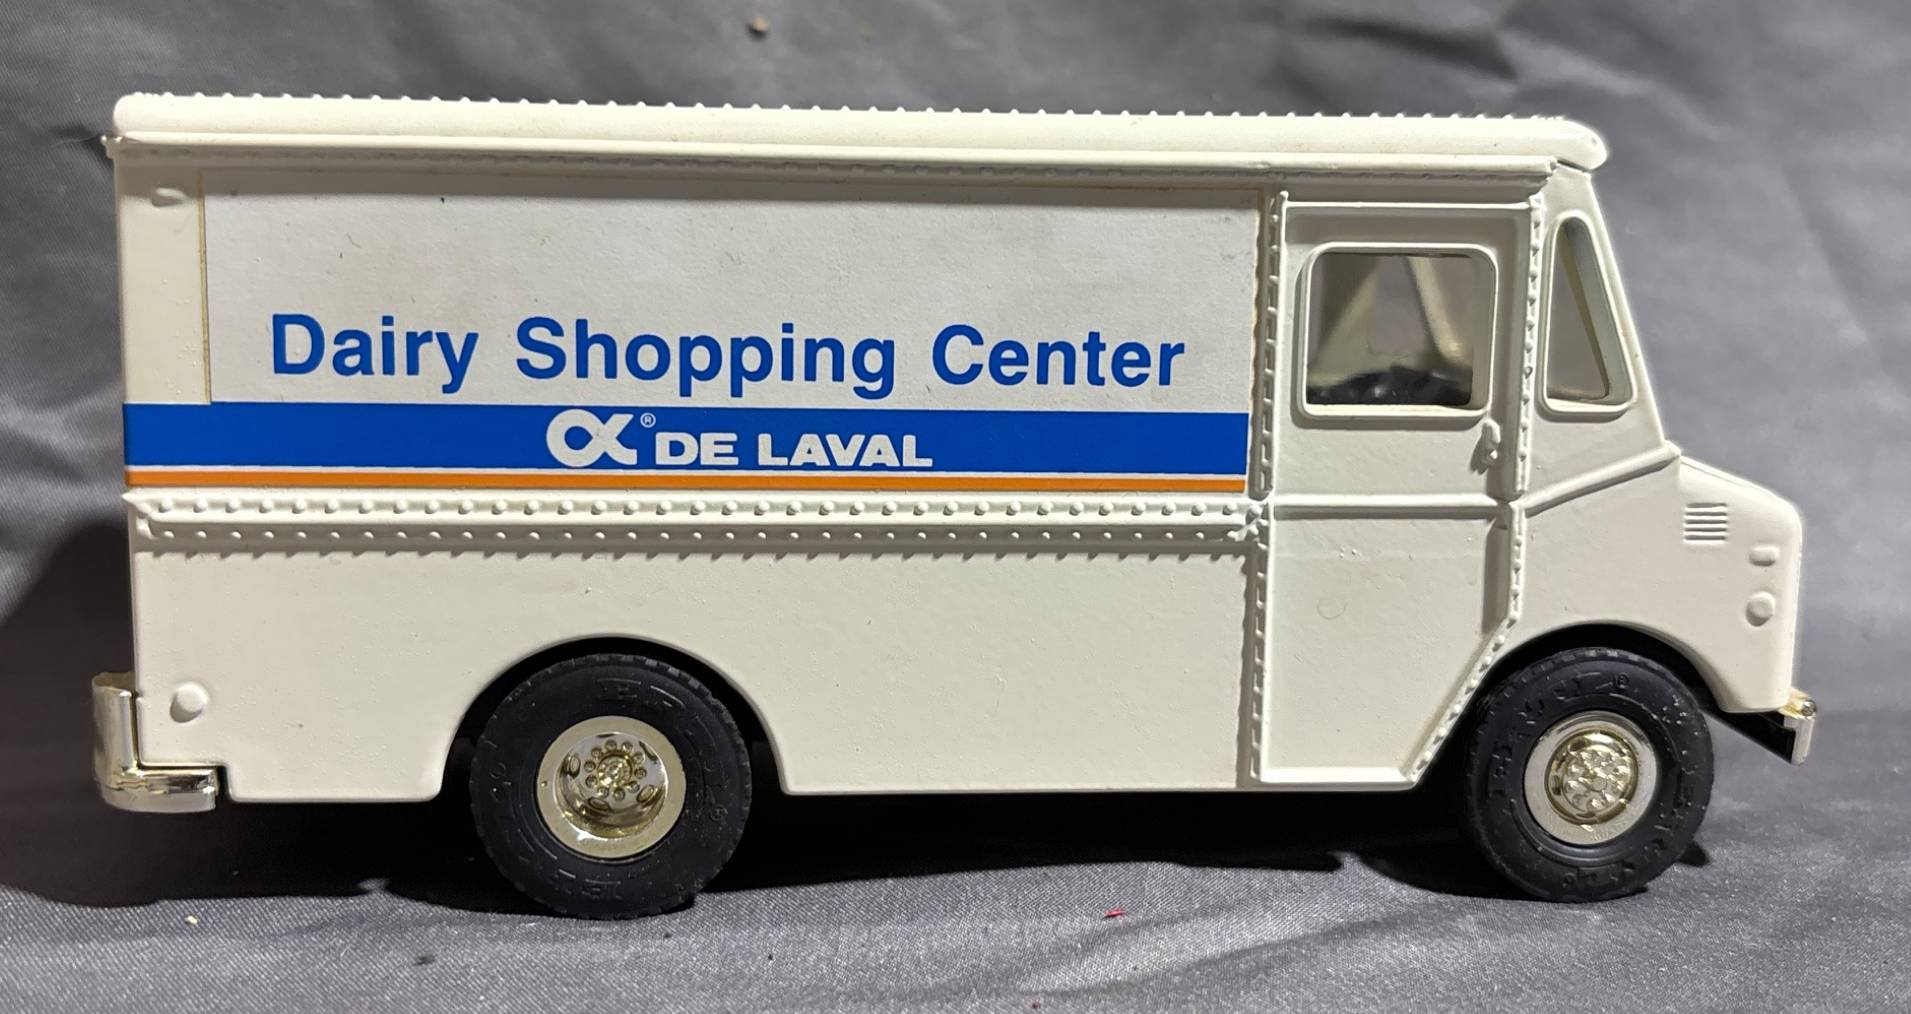 Dairy Shopping Center
α® DE LAVAL